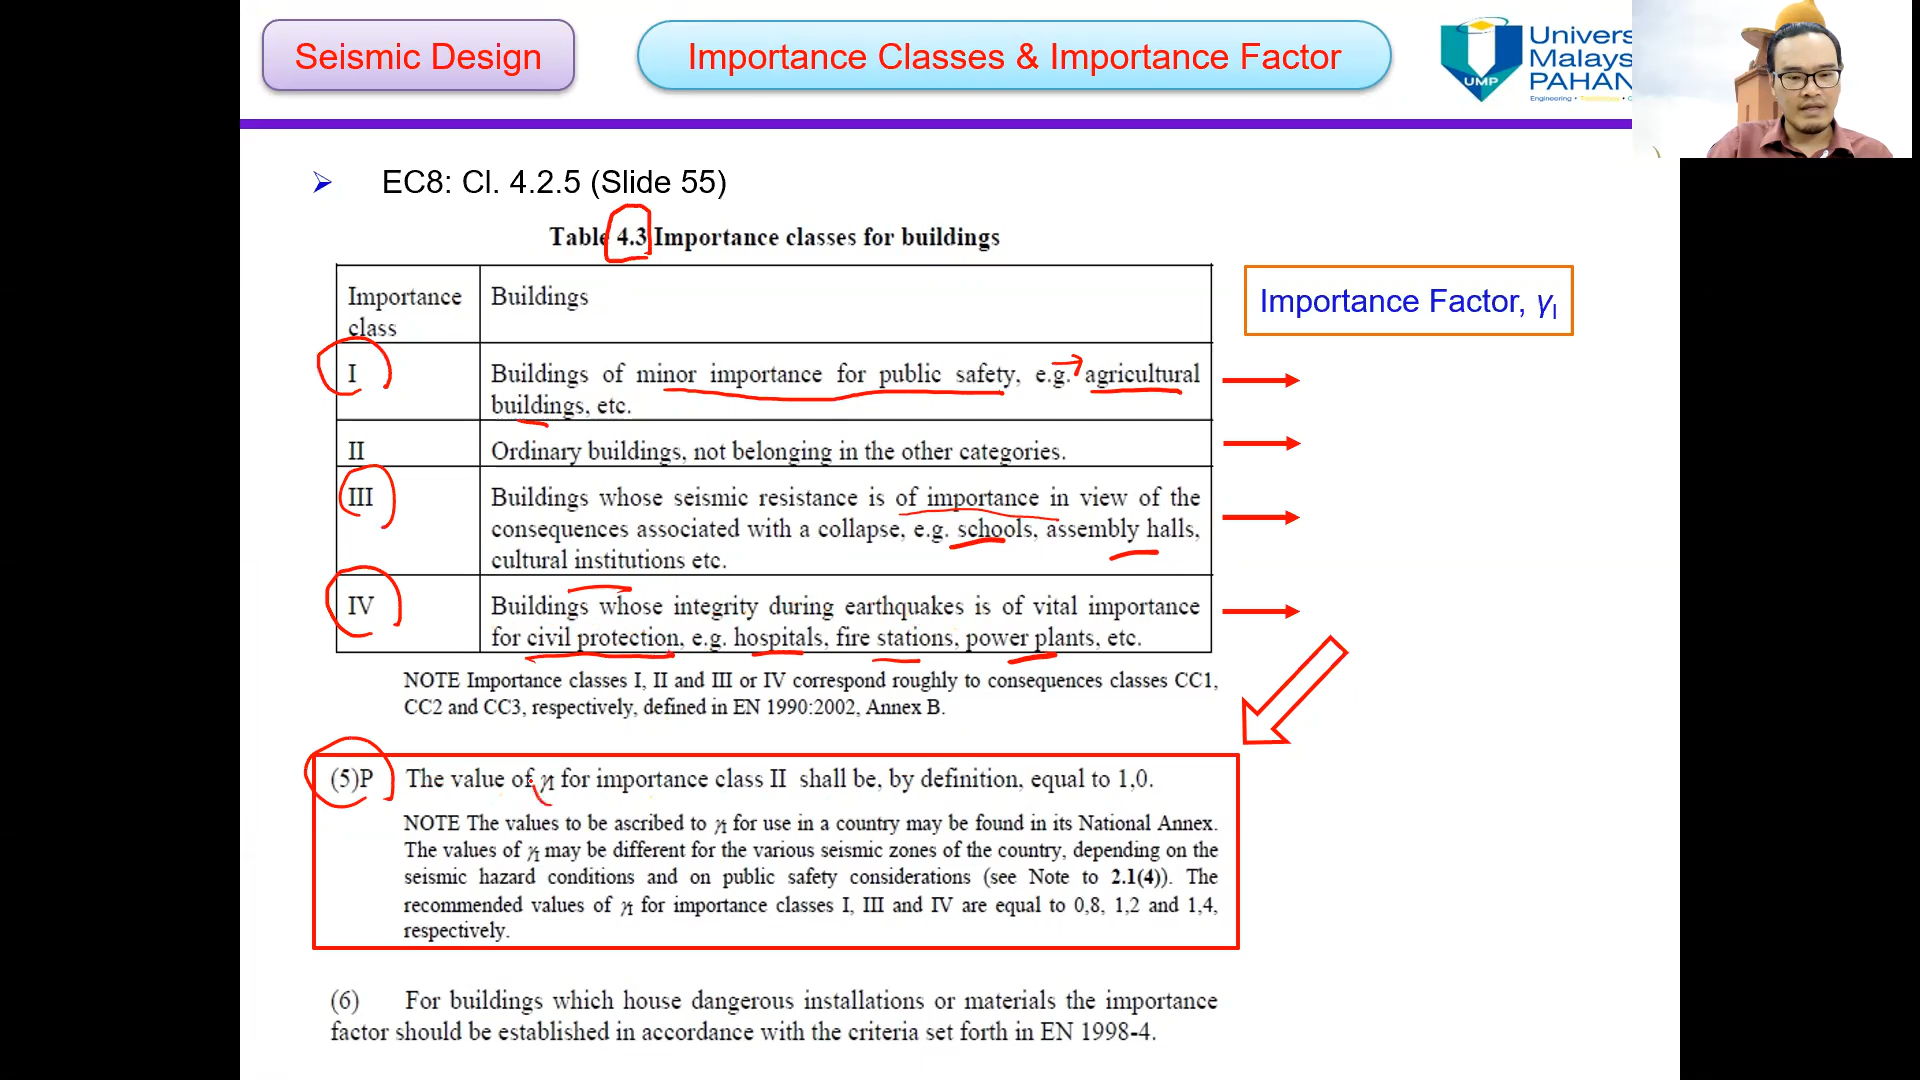 Seismic Design
Importance Classes & Importance Factor
Univers
Malays
PAHAN
UMP
Engineering •
EC8: Cl. 4.2.5 (Slide 55)
Table 4.3 Importance classes for buildings
Importance class
Buildings
Importance Factor, γI
I
Buildings of minor importance for public safety, e.g. agricultural
buildings, etc.
II
Ordinary buildings, not belonging in the other categories.
III
Buildings whose seismic resistance is of importance in view of the
consequences associated with a collapse, e.g. schools, assembly halls,
cultural institutions etc.
IV
Buildings whose integrity during earthquakes is of vital importance
for civil protection, e.g. hospitals, fire stations, power plants, etc.
NOTE Importance classes I, II and III or IV correspond roughly to consequences classes CC1,
CC2 and CC3, respectively, defined in EN 1990:2002, Annex B.
(5)P The value of γI for importance class II shall be, by definition, equal to 1,0.
NOTE The values to be ascribed to γI for use in a country may be found in its National Annex.
The values of γI may be different for the various seismic zones of the country, depending on the
seismic hazard conditions and on public safety considerations (see Note to 2.1(4)). The
recommended values of γI for importance classes I, III and IV are equal to 0,8, 1,2 and 1,4,
respectively.
(6) For buildings which house dangerous installations or materials the importance
factor should be established in accordance with the criteria set forth in EN 1998-4.